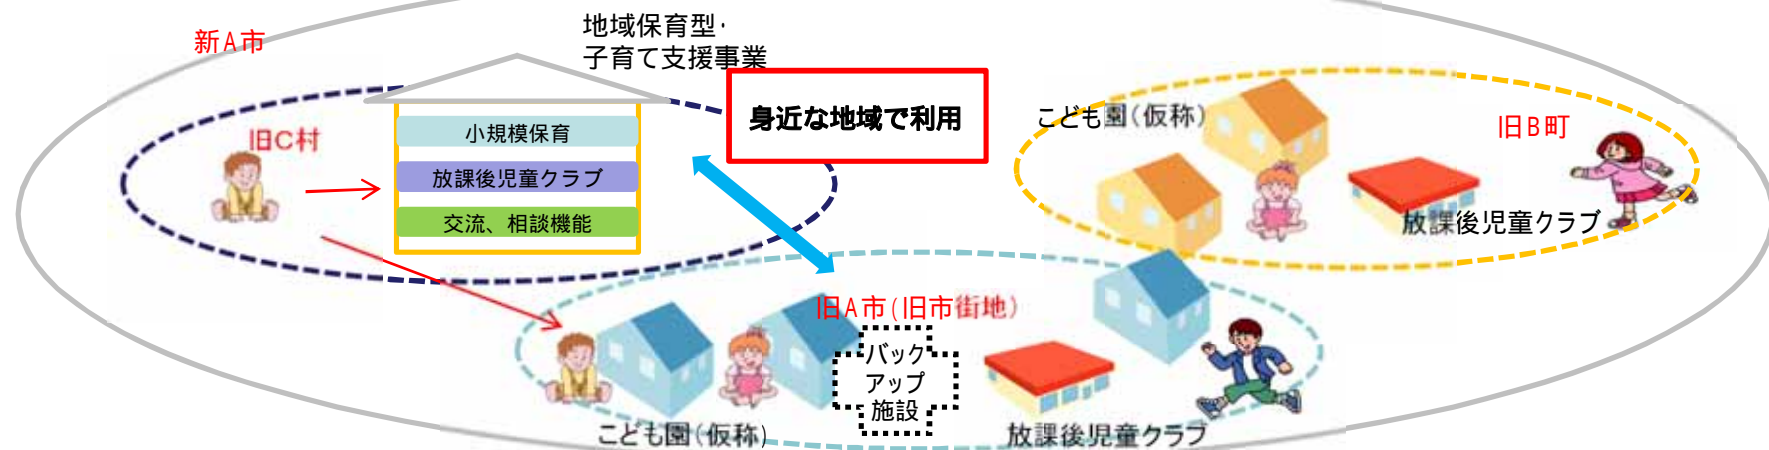 新A市
地域保育型・
子育て支援事業
身近な地域で利用
旧C村
小規模保育
放課後児童クラブ
交流、相談機能
こども園(仮称)
旧B町
放課後児童クラブ
旧A市(旧市街地)
バック
アップ
施設
こども園(仮称)
放課後児童クラブ